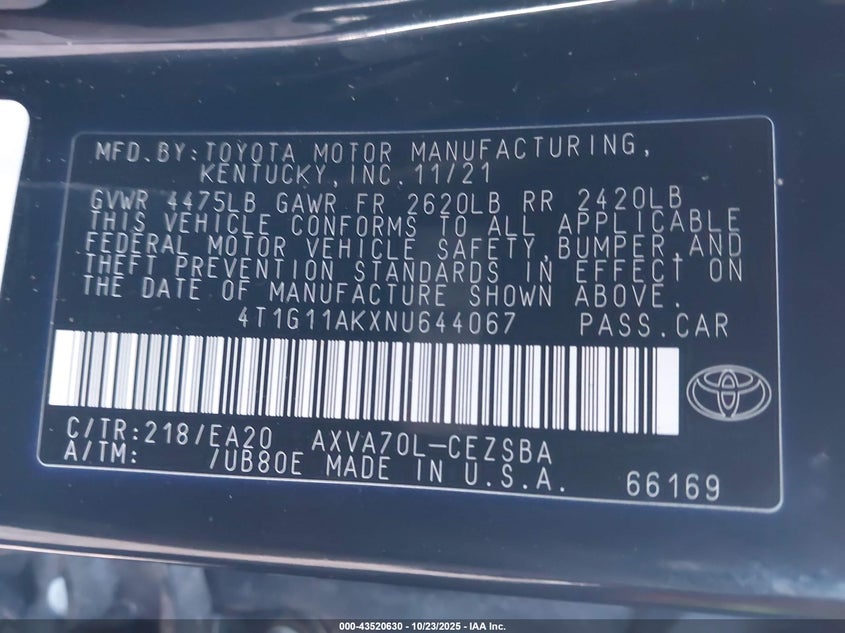 MFD.BY:TOYOTA MOTOR MANUFACTURING,
KENTUCKY,INC. 11/21
GVWR 4475LB GAWR FR 2620LB RR 2420LB
THIS VEHICLE CONFORMS TO ALL APPLICABLE
FEDERAL MOTOR VEHICLE SAFETY,BUMPER,AND
THEFT PREVENTION STANDARDS IN EFFECT ON
THE DATE OF MANUFACTURE SHOWN ABOVE.
4T1G11AKXNU644067 PASS.CAR
C/TR:218/EA20 AXVA70L-CEZSBA
A/TM: /UB80E MADE IN U.S.A. 66169
000-43520630 - 10/23/2025 - IAA Inc.